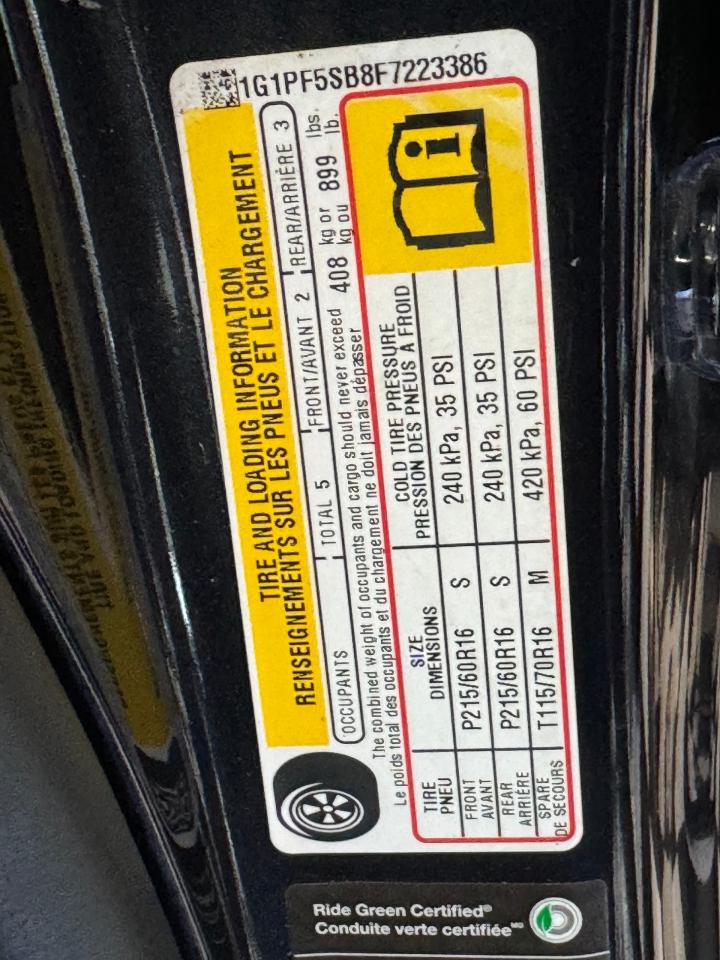 1G1PF5SB8F7223386
TIRE AND LOADING INFORMATION
RENSEIGNEMENTS SUR LES PNEUS ET LE CHARGEMENT
OCCUPANTS TOTAL 5 FRONT/AVANT 2 REAR/ARRIÈRE 3
The combined weight of occupants and cargo should never exceed 408 kg or 899 lbs.
Le poids total des occupants et du chargement ne doit jamais dépasser kg ou lb.
TIRE SIZE COLD TIRE PRESSURE
PNEU DIMENSIONS PRESSION DES PNEUS À FROID
FRONT
AVANT P215/60R16 S 240 kPa, 35 PSI
REAR
ARRIÈRE P215/60R16 S 240 kPa, 35 PSI
SPARE
DE SECOURS T115/70R16 M 420 kPa, 60 PSI
Ride Green Certified®
Conduite verte certifiée MD